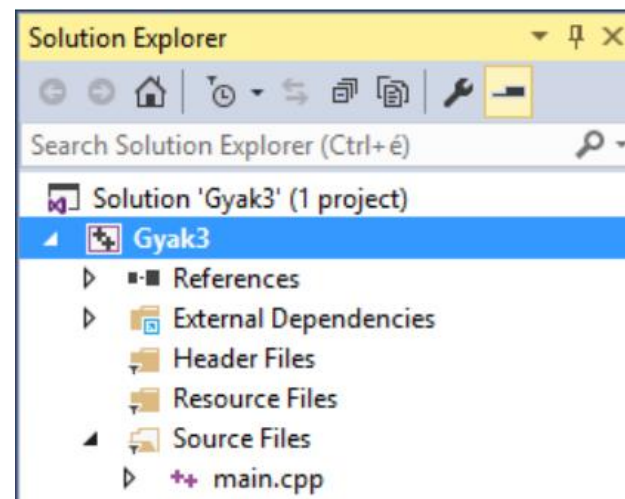 Solution Explorer
Search Solution Explorer (Ctrl+é)
Solution 'Gyak3' (1 project)
Gyak3
References
External Dependencies
Header Files
Resource Files
Source Files
main.cpp